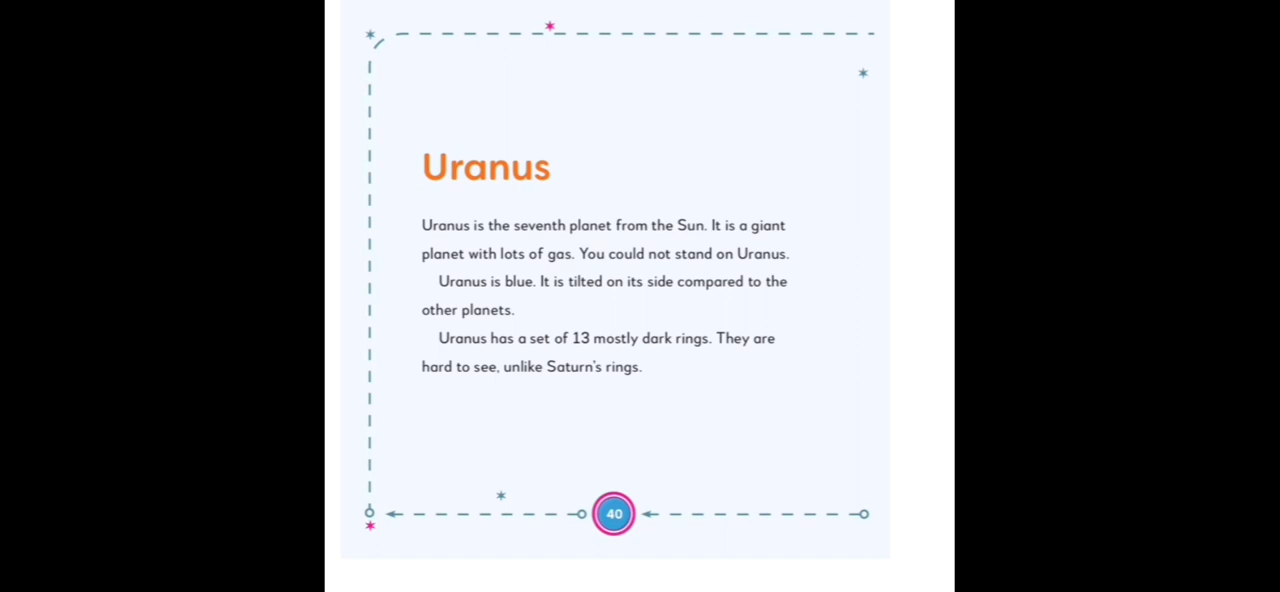 Uranus
Uranus is the seventh planet from the Sun. It is a giant
planet with lots of gas. You could not stand on Uranus.
Uranus is blue. It is tilted on its side compared to the
other planets.
Uranus has a set of 13 mostly dark rings. They are
hard to see, unlike Saturn's rings.
40